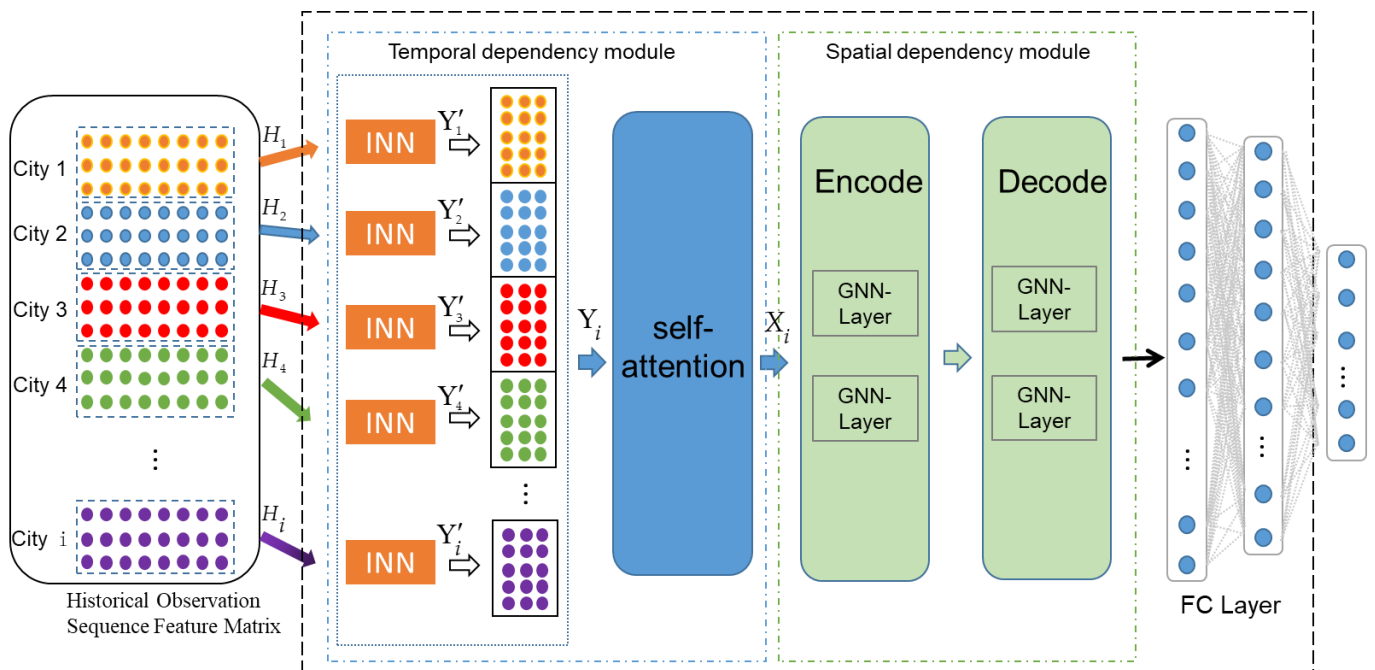 Temporal dependency module
Spatial dependency module
City 1
City 2
City 3
City 4
⋮
City i
H1
H2
H3
H4
Hi
Historical Observation
Sequence Feature Matrix
INN
INN
INN
INN
INN
Y′1
Y′2
Y′3
Y′4
Y′i
⋮
Yi
self-
attention
Xi
Encode
GNN-
Layer
GNN-
Layer
Decode
GNN-
Layer
GNN-
Layer
⋮
⋮
⋮
FC Layer